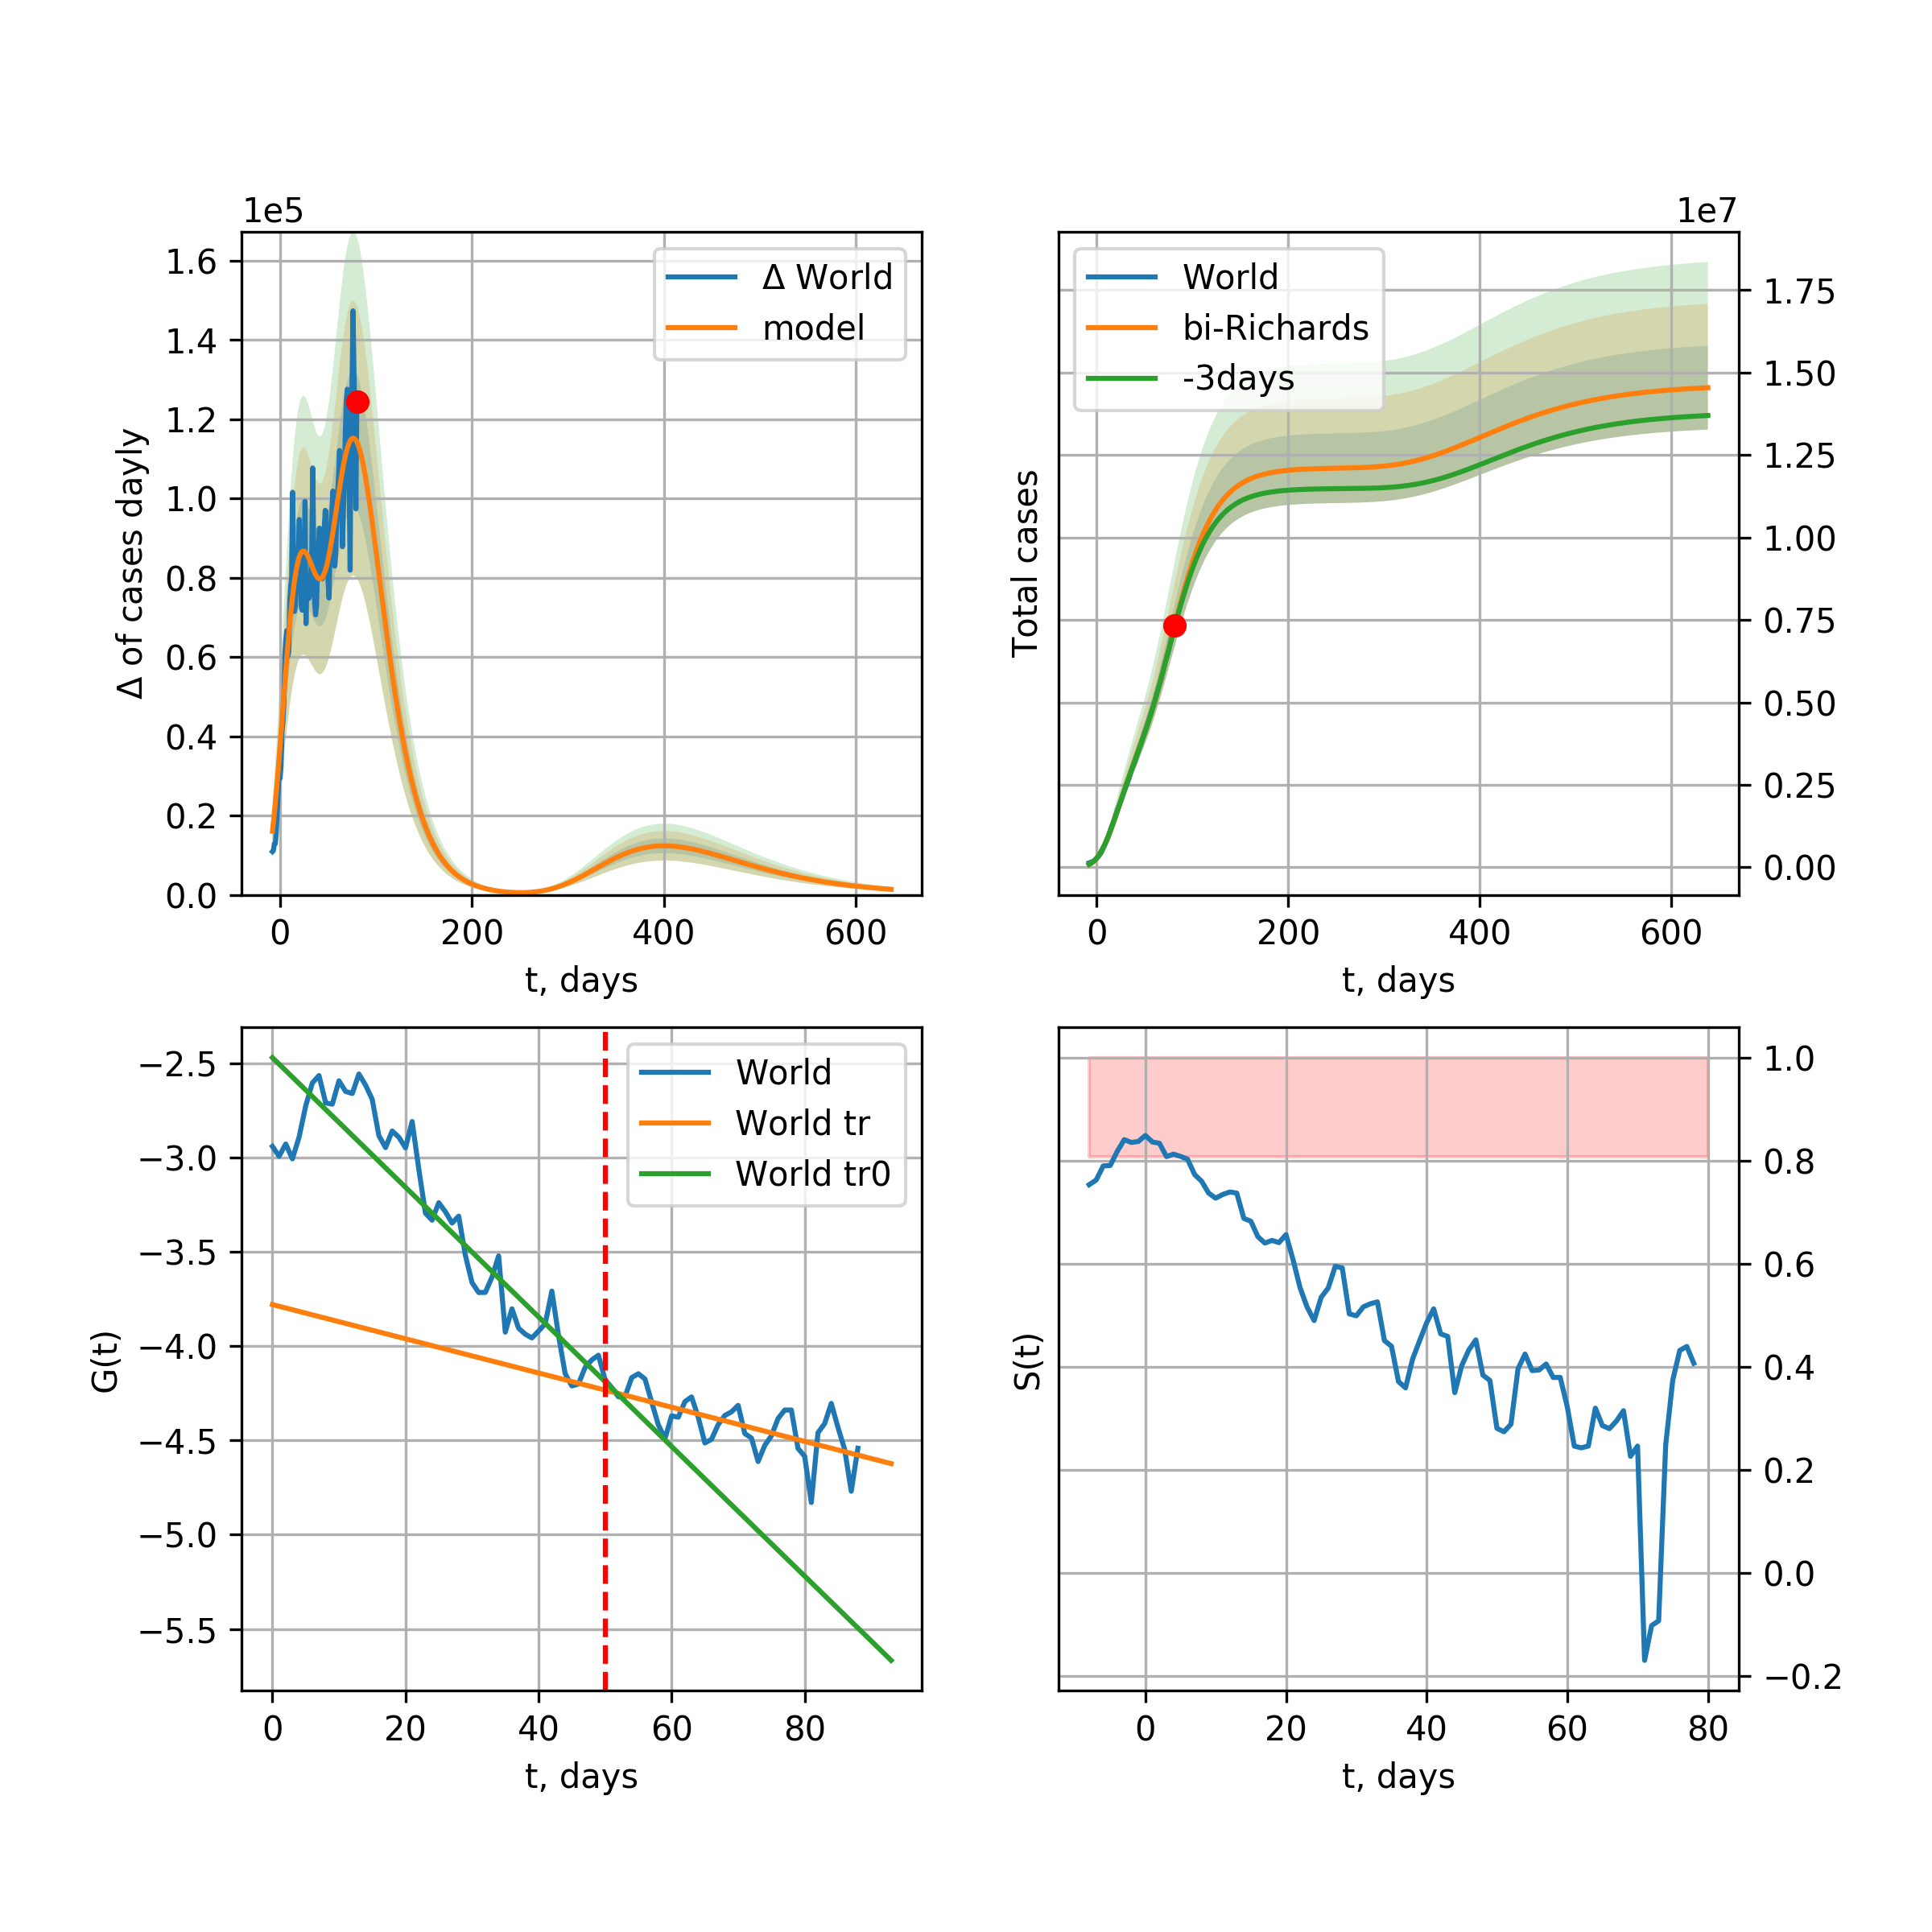 1e5
1.6
1.4
1.2
1.0
0.8
0.6
0.4
0.2
0.0
Δ of cases dayly
Δ World
model
0 200 400 600
t, days
1e7
World
bi-Richards
-3days
Total cases
1.75
1.50
1.25
1.00
0.75
0.50
0.25
0.00
0 200 400 600
t, days
−2.5
−3.0
−3.5
−4.0
−4.5
−5.0
−5.5
G(t)
World
World tr
World tr0
0 20 40 60 80
t, days
S(t)
1.0
0.8
0.6
0.4
0.2
0.0
−0.2
0 20 40 60 80
t, days